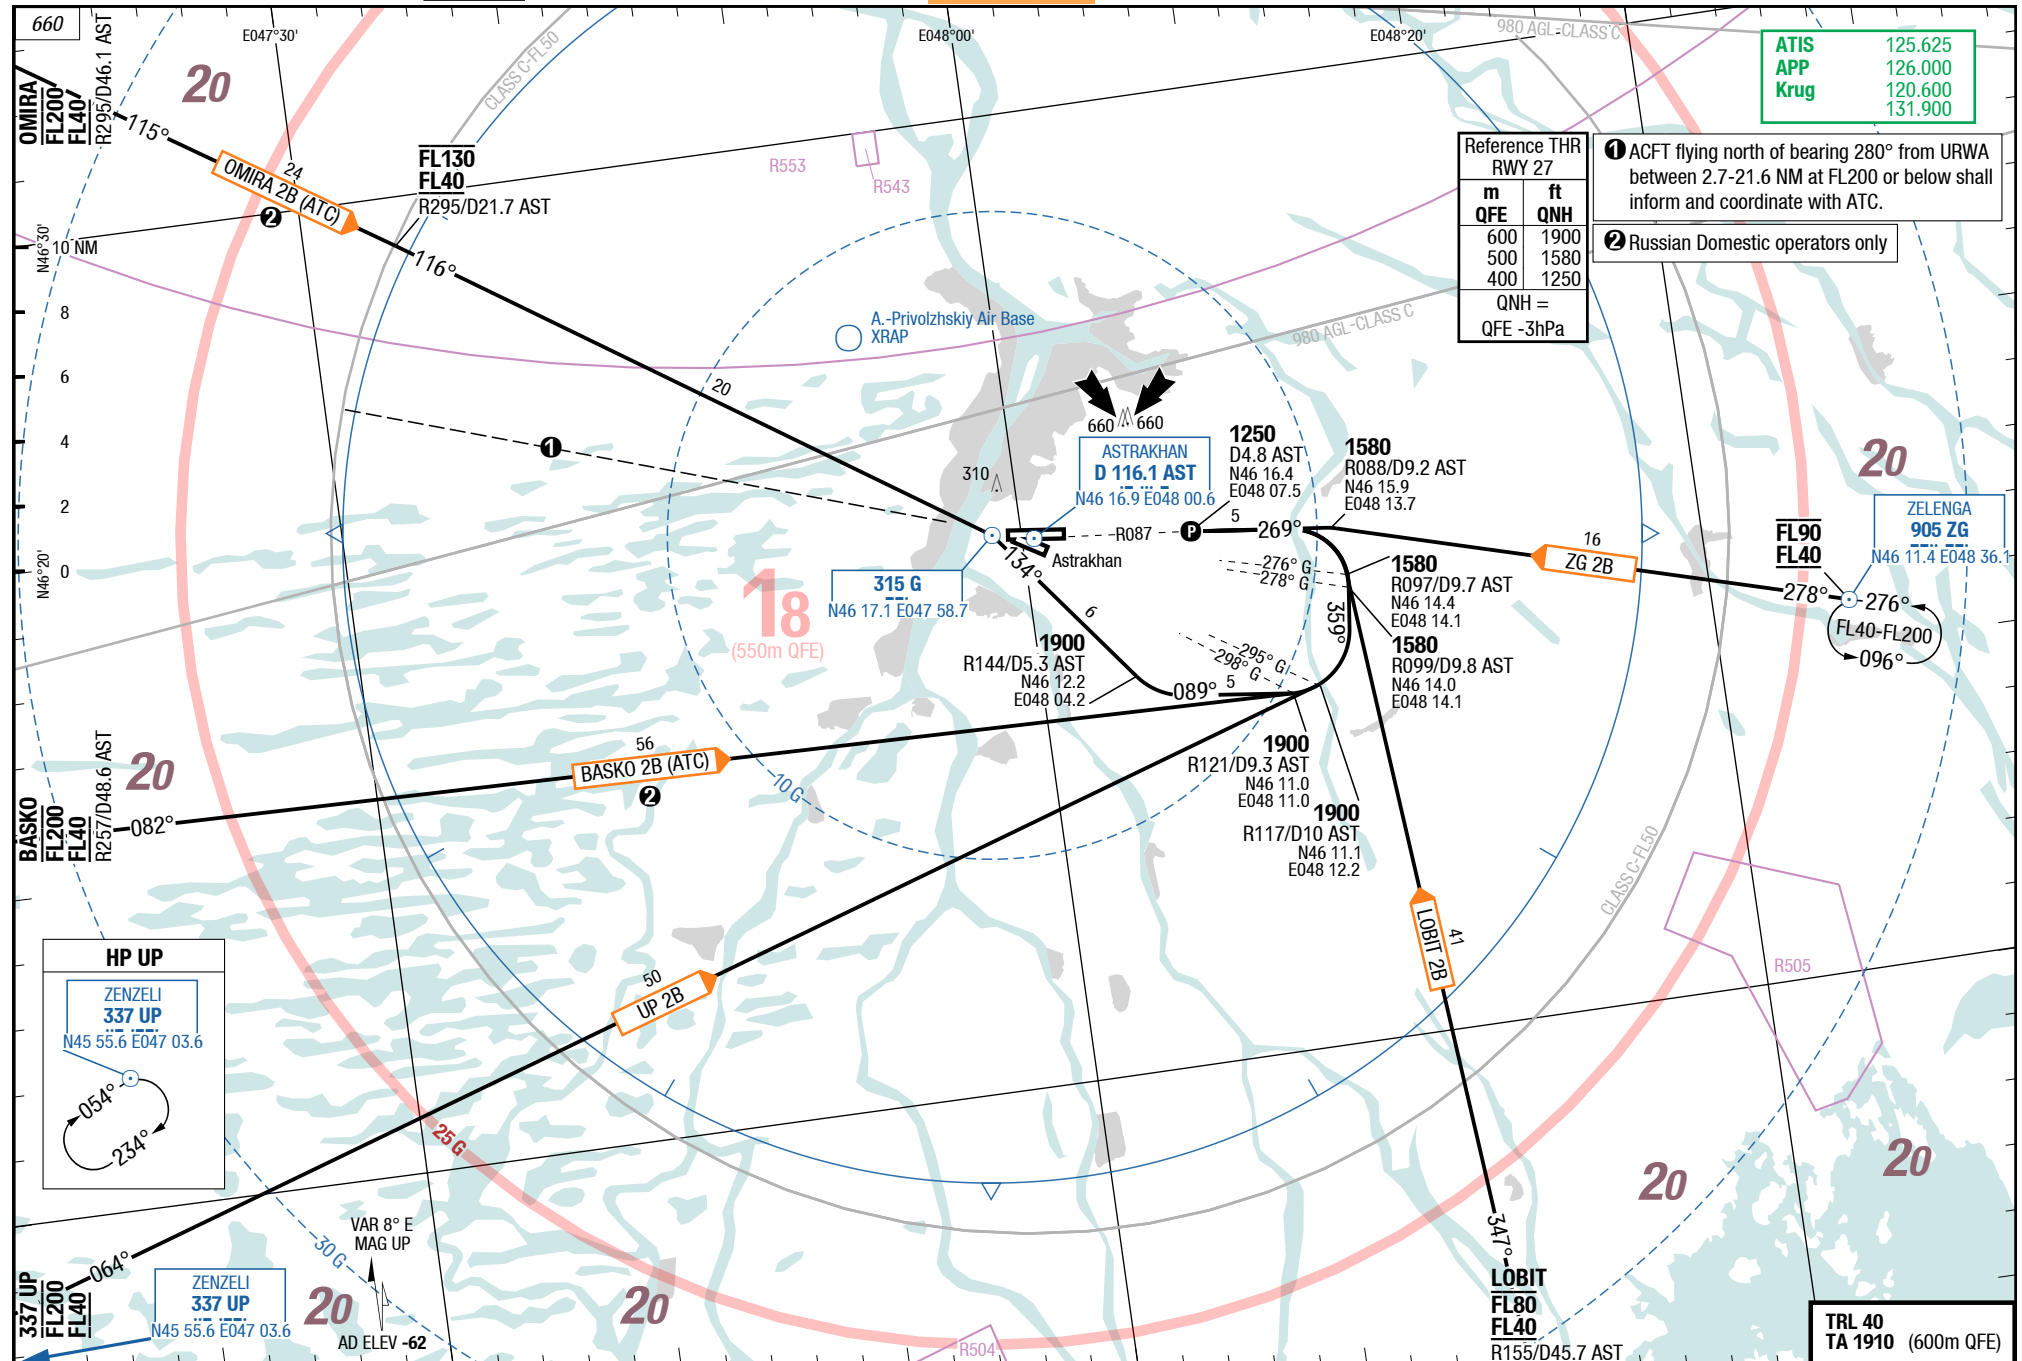 660
E047°30'
E048°00'
E048°20'
980 AGL-CLASS C
CLASS C-FL50
ATIS 125.625
APP 126.000
Krug 120.600
131.900
OMIRA
FL200
FL40
R295/D46.1 AST
20
115°
24
OMIRA 2B (ATC)
2
FL130
FL40
R295/D21.7 AST
116°
R553
R543
Reference THR
RWY 27
m ft
QFE QNH
600 1900
500 1580
400 1250
QNH =
QFE -3hPa
1 ACFT flying north of bearing 280° from URWA
between 2.7-21.6 NM at FL200 or below shall
inform and coordinate with ATC.
2 Russian Domestic operators only
N46°30'
10 NM
8
6
4
2
0
N46°20'
A.-Privolzhskiy Air Base
XRAP
980 AGL-CLASS C
20
1
310
660 660
ASTRAKHAN
D 116.1 AST
N46 16.9 E048 00.6
1250
D4.8 AST
N46 16.4
E048 07.5
1580
R088/D9.2 AST
N46 15.9
E048 13.7
20
ZELENGA
905 ZG
N46 11.4 E048 36.1
FL90
FL40
R087
P
5
269°
16
ZG 2B
278°
276°
FL40-FL200
096°
Astrakhan
134°
6
315 G
N46 17.1 E047 58.7
18
(550m QFE)
276° G
278° G
359°
1580
R097/D9.7 AST
N46 14.4
E048 14.1
1580
R099/D9.8 AST
N46 14.0
E048 14.1
295° G
298° G
1900
R144/D5.3 AST
N46 12.2
E048 04.2
089°
5
56
BASKO 2B (ATC)
2
20
BASKO
FL200
FL40
R257/D48.6 AST
082°
10 G
1900
R121/D9.3 AST
N46 11.0
E048 11.0
1900
R117/D10 AST
N46 11.1
E048 12.2
CLASS C-FL50
R505
LOBIT 2B
41
50
UP 2B
HP UP
ZENZELI
337 UP
N45 55.6 E047 03.6
054°
234°
25 G
30 G
20
20
VAR 8° E
MAG UP
AD ELEV -62
20
20
337 UP
FL200
FL40
064°
ZENZELI
337 UP
N45 55.6 E047 03.6
R504
347°
LOBIT
FL80
FL40
R155/D45.7 AST
TRL 40
TA 1910 (600m QFE)